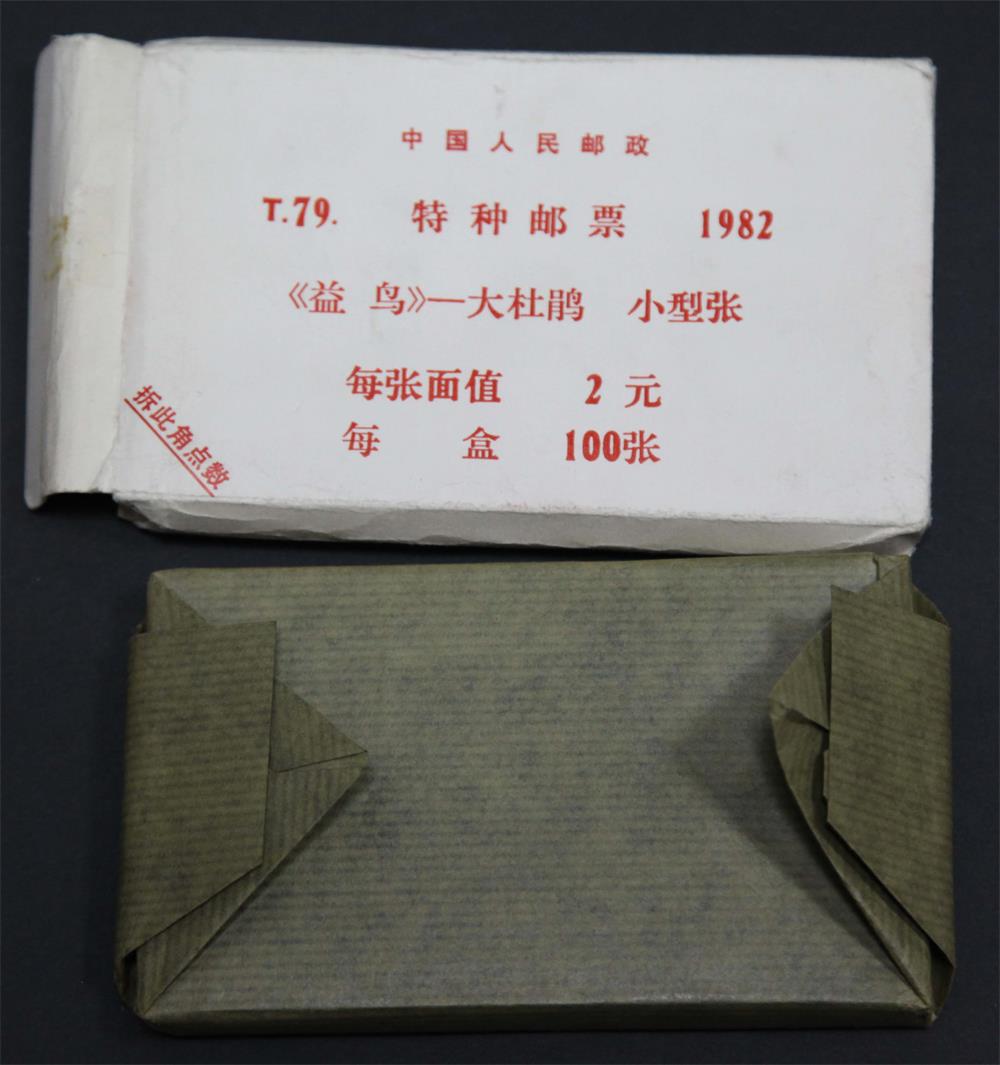 中国人民邮政
T.79. 特种邮票 1982
《益鸟》—大杜鹃 小型张
每张面值 2元
每盒 100张
拆此角点数